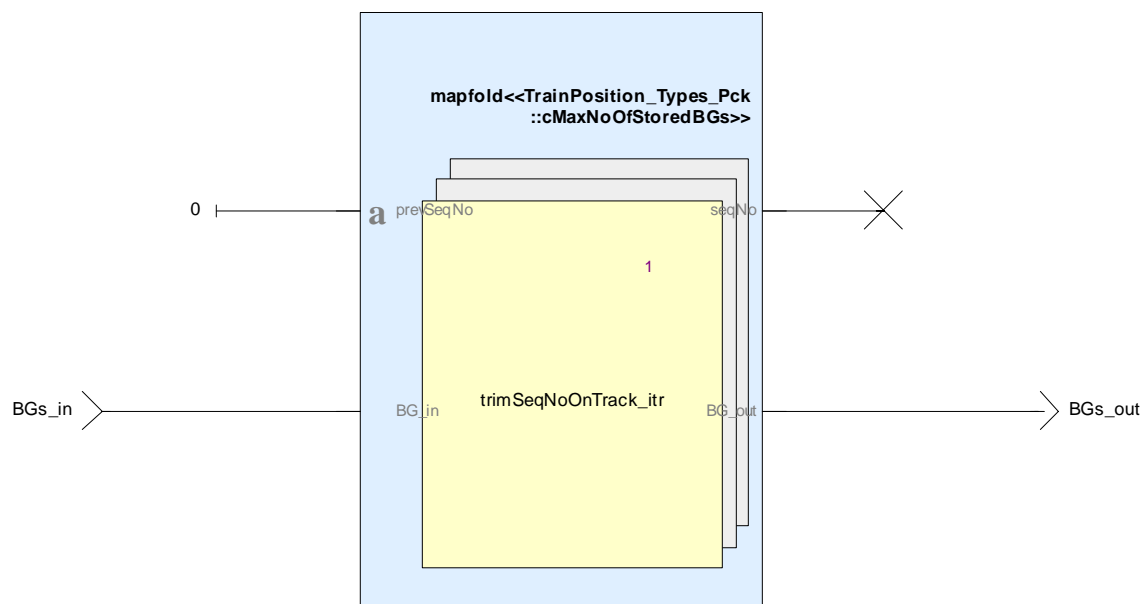 mapfold<<TrainPosition_Types_Pck
::cMaxNoOfStoredBGs>>
0
a
prevSeqNo
seqNo
1
trimSeqNoOnTrack_itr
BGs_in
BG_in
BG_out
BGs_out